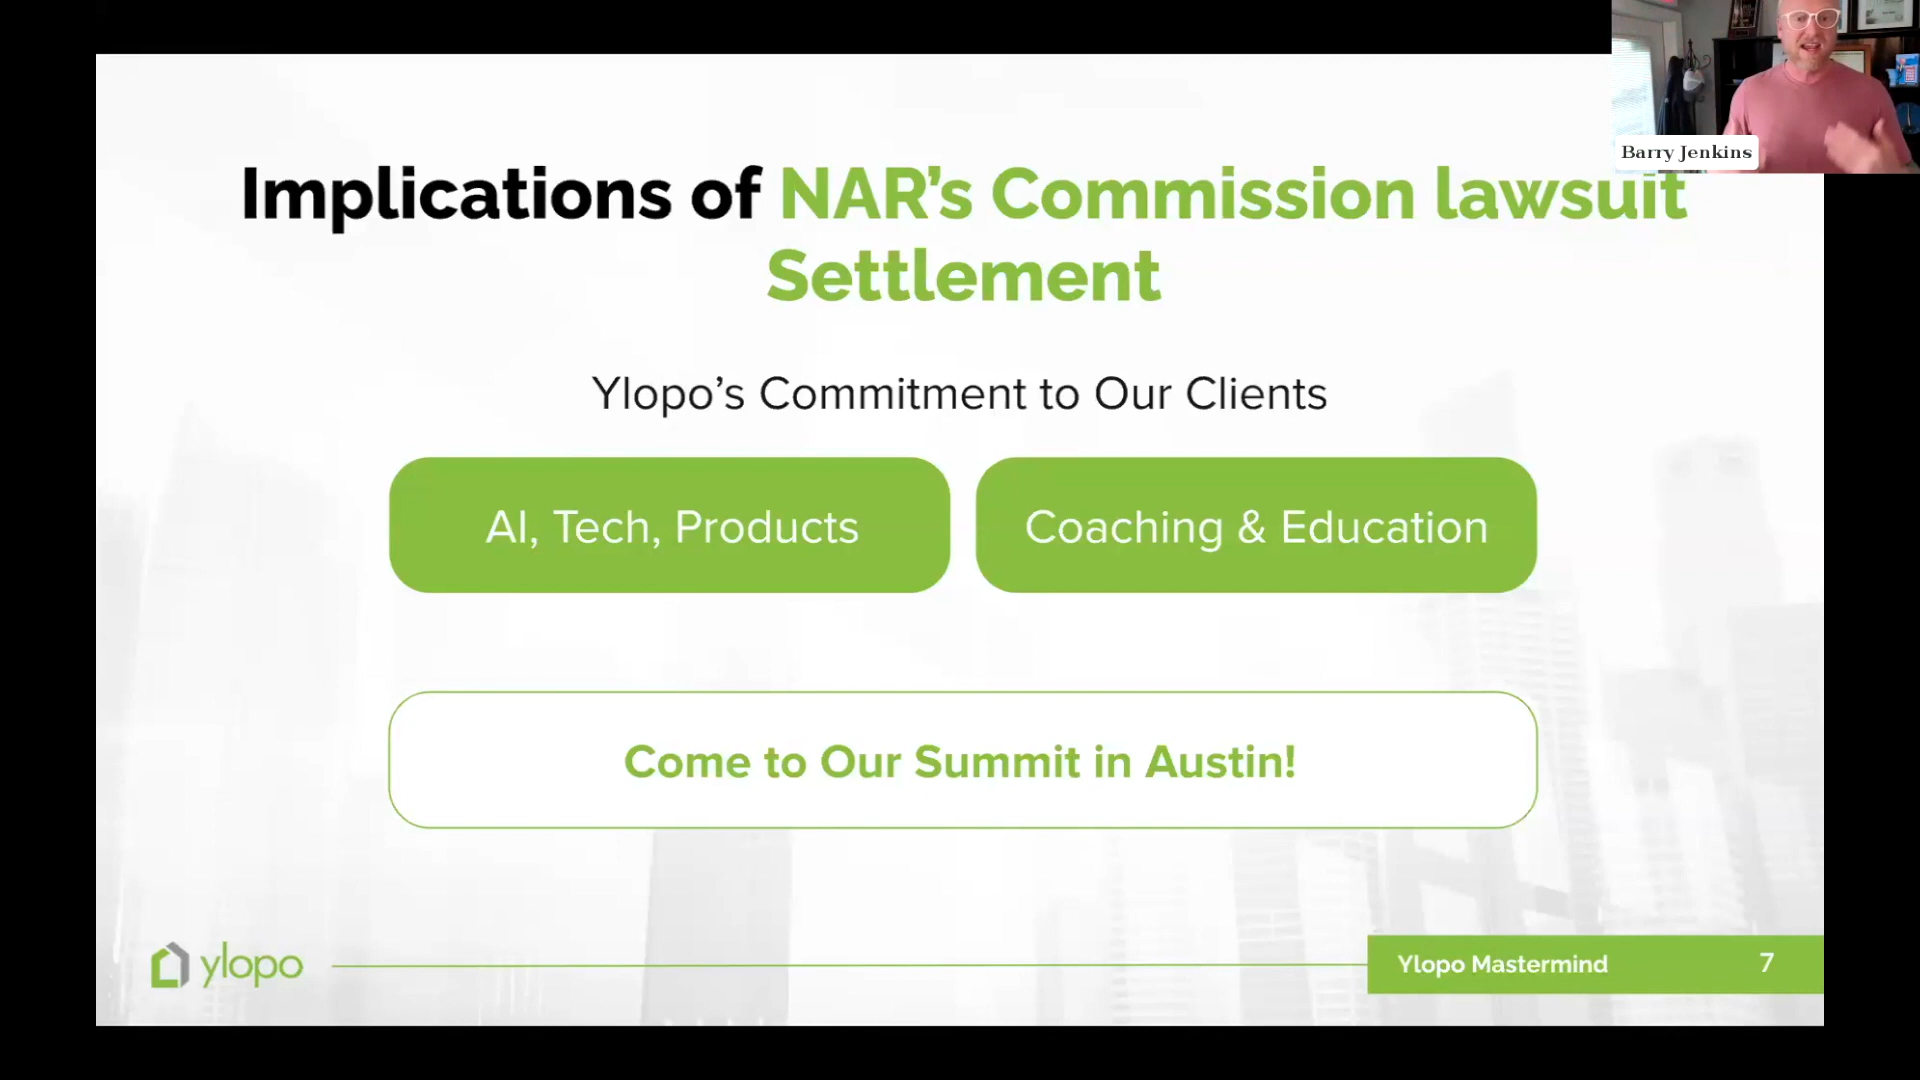 Barry Jenkins
Implications of NAR's Commission lawsuit
Settlement
Ylopo's Commitment to Our Clients
AI, Tech, Products
Coaching & Education
Come to Our Summit in Austin!
ylopo
Ylopo Mastermind
7